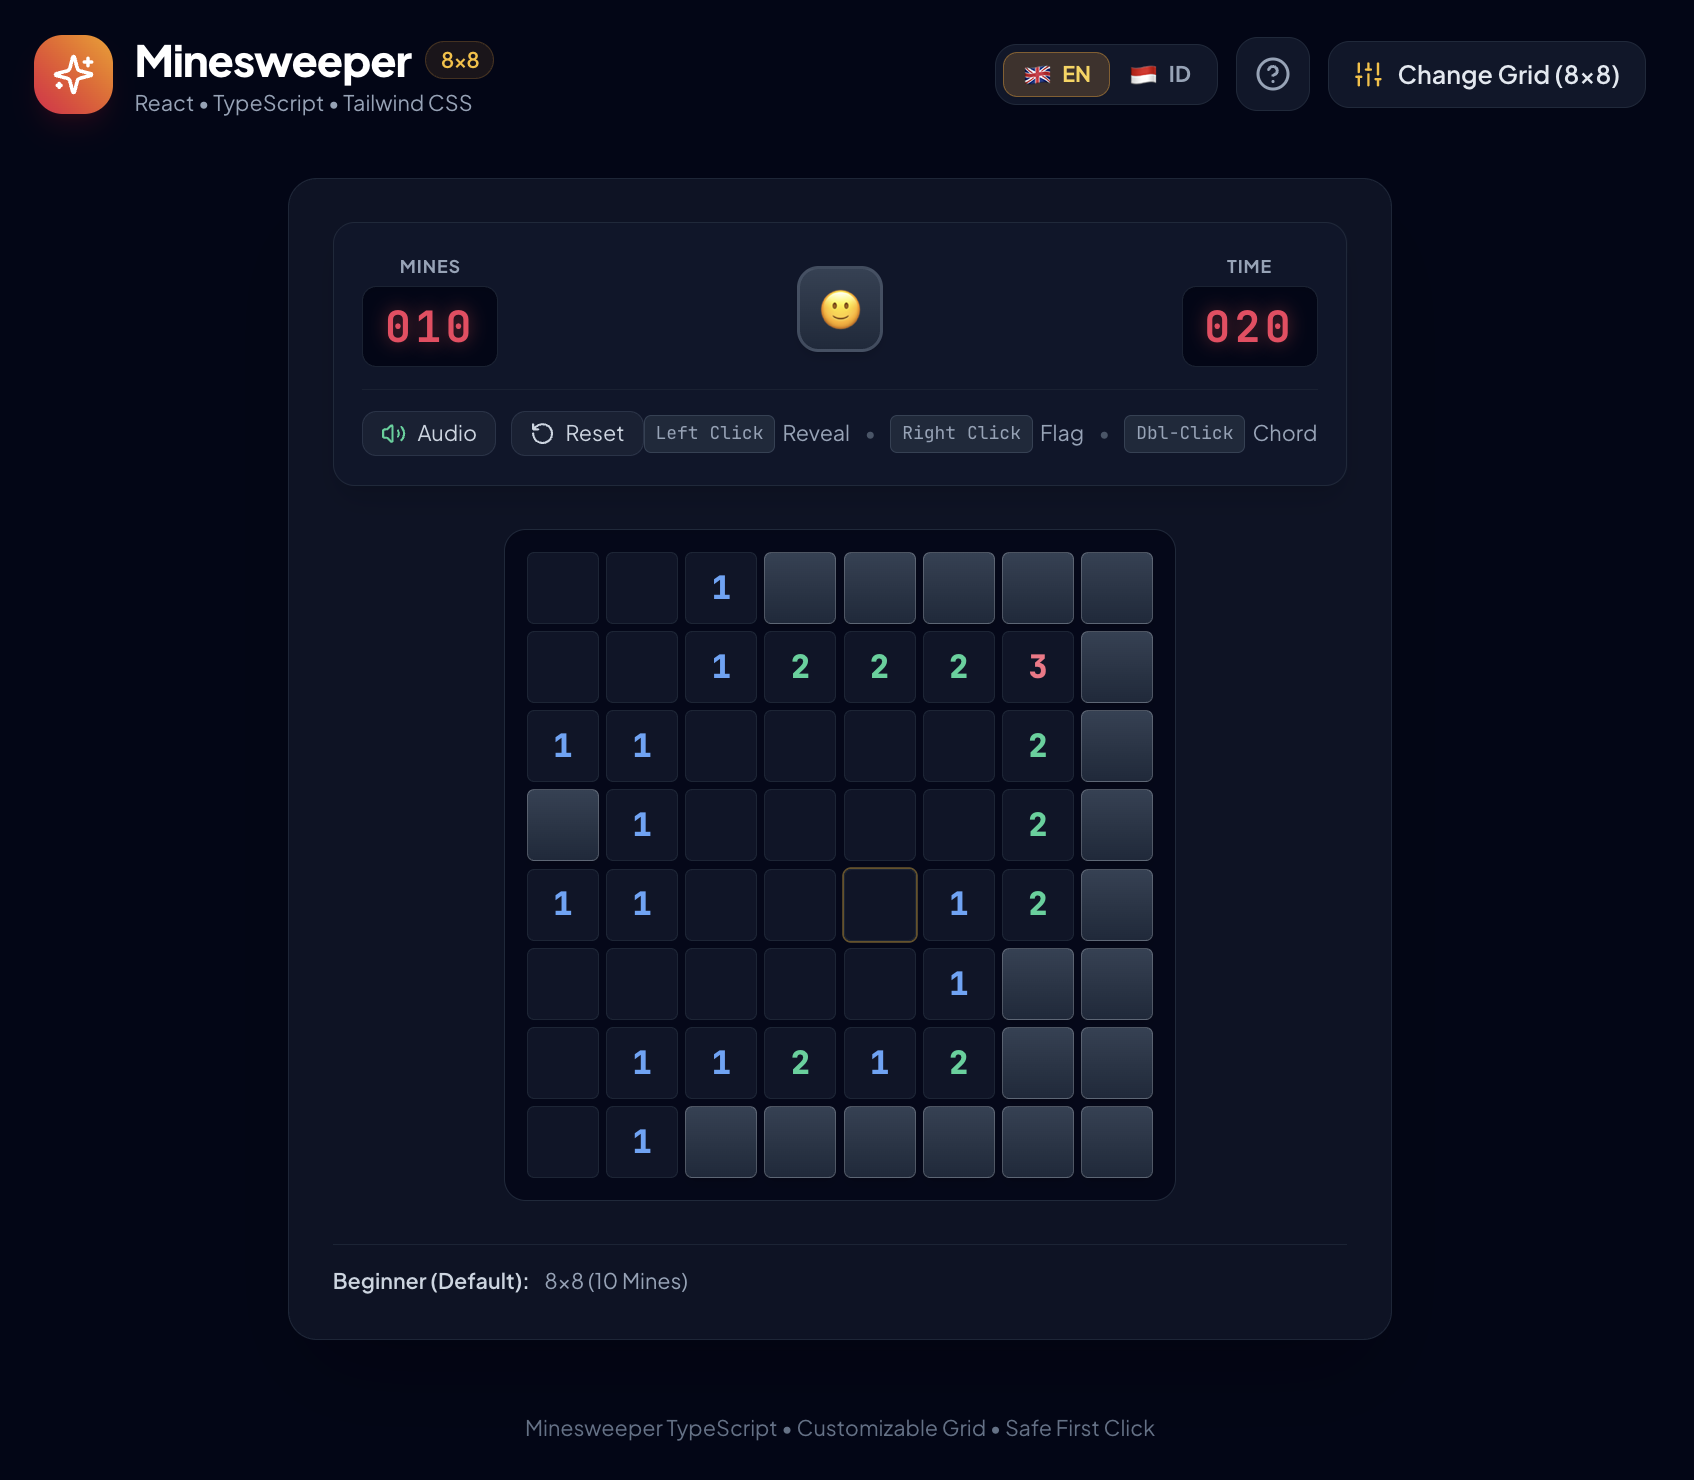 Minesweeper 8×8
React • TypeScript • Tailwind CSS
EN ID
Change Grid (8×8)
MINES
010
TIME
020
Audio Reset Left Click Reveal • Right Click Flag • Dbl-Click Chord
1
1 2 2 2 3
1 1 2
1 2
1 1 1 2
1
1 1 2 1 2
1
Beginner (Default): 8×8 (10 Mines)
Minesweeper TypeScript • Customizable Grid • Safe First Click